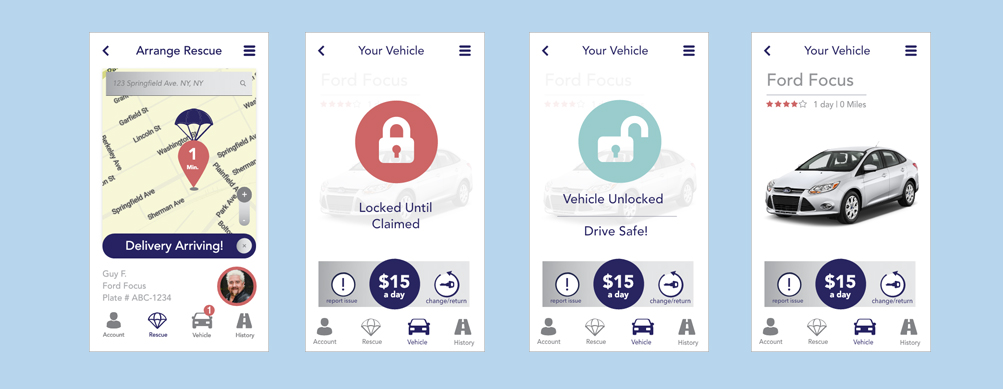 Arrange Rescue
123 Springfield Ave. NY, NY
Garfield St
Lincoln St
Washington
Springfield Ave
Sherman
Plainfield Ave
Berkeley Ave
1
Min.
Springfield Ave
Sherman Ave
Park Ave
+
-
Delivery Arriving!
×
Guy F.
Ford Focus
Plate # ABC-1234
Account
Rescue
1
Vehicle
History
Your Vehicle
Ford Focus
Locked Until
Claimed
report issue
$15
a day
change/return
Account
Rescue
Vehicle
History
Your Vehicle
Ford Focus
Vehicle Unlocked
Drive Safe!
report issue
$15
a day
change/return
Account
Rescue
Vehicle
History
Your Vehicle
Ford Focus
1 day | 0 Miles
report issue
$15
a day
change/return
Account
Rescue
Vehicle
History